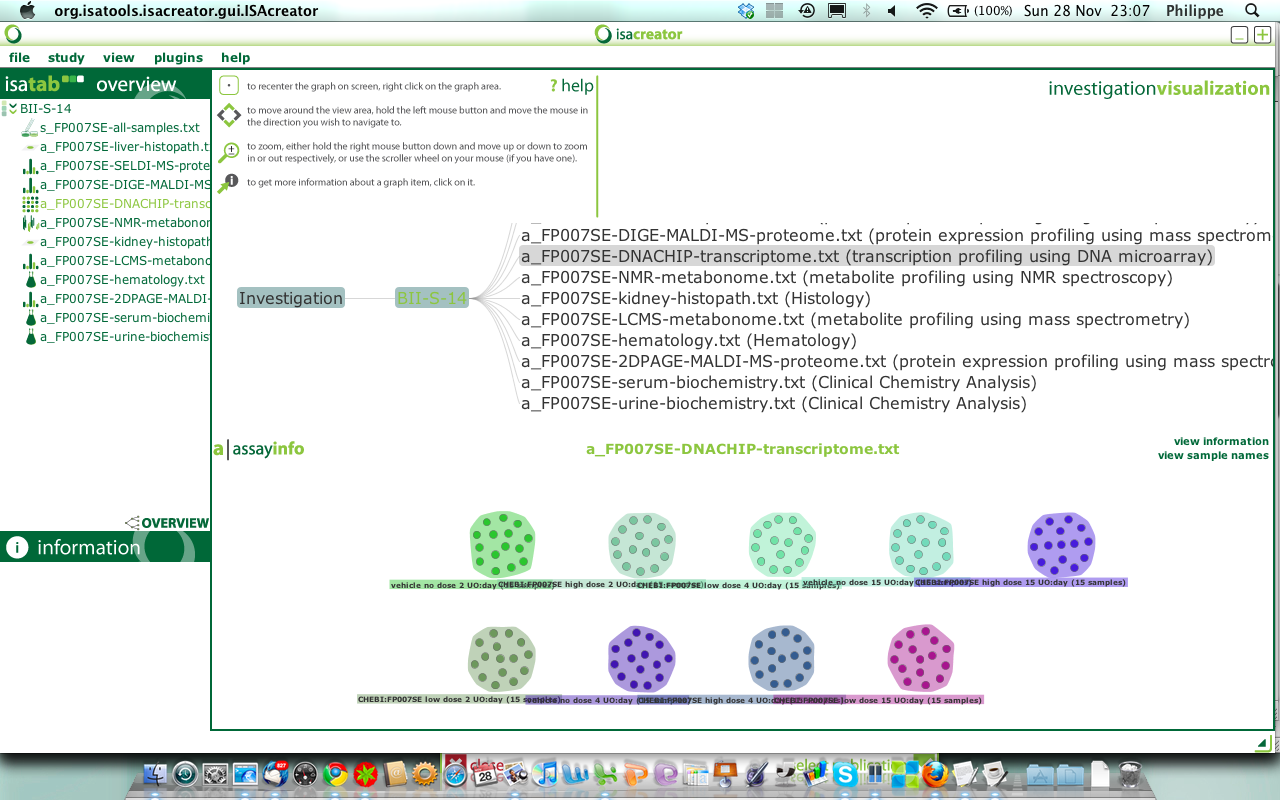 org.isatools.isacreator.gui.ISAcreator
(100%) Sun 28 Nov 23:07 Philippe
isacreator
file study view plugins help
isatab overview
BII-S-14
s_FP007SE-all-samples.txt
a_FP007SE-liver-histopath.t
a_FP007SE-SELDI-MS-prote
a_FP007SE-DIGE-MALDI-MS
a_FP007SE-DNACHIP-transc
a_FP007SE-NMR-metabonor
a_FP007SE-kidney-histopath
a_FP007SE-LCMS-metabono
a_FP007SE-hematology.txt
a_FP007SE-2DPAGE-MALDI-
a_FP007SE-serum-biochemi
a_FP007SE-urine-biochemis
OVERVIEW
i information
? help
to recenter the graph on screen, right click on the graph area.
to move around the view area, hold the left mouse button and move the mouse in
the direction you wish to navigate to.
to zoom, either hold the right mouse button down and move up or down to zoom
in or out respectively, or use the scroller wheel on your mouse (if you have one).
to get more information about a graph item, click on it.
investigationvisualization
Investigation
BII-S-14
a_FP007SE-DIGE-MALDI-MS-proteome.txt (protein expression profiling using mass spectrom
a_FP007SE-DNACHIP-transcriptome.txt (transcription profiling using DNA microarray)
a_FP007SE-NMR-metabonome.txt (metabolite profiling using NMR spectroscopy)
a_FP007SE-kidney-histopath.txt (Histology)
a_FP007SE-LCMS-metabonome.txt (metabolite profiling using mass spectrometry)
a_FP007SE-hematology.txt (Hematology)
a_FP007SE-2DPAGE-MALDI-MS-proteome.txt (protein expression profiling using mass spectro
a_FP007SE-serum-biochemistry.txt (Clinical Chemistry Analysis)
a_FP007SE-urine-biochemistry.txt (Clinical Chemistry Analysis)
a|assayinfo
a_FP007SE-DNACHIP-transcriptome.txt
view information
view sample names
vehicle no dose 2 UO:day
CHEBI:FP007SE high dose 2 UO:day
CHEBI:FP007SE low dose 4 UO:day (15 samples)
vehicle no dose 15 UO:day
CHEBI:FP007SE high dose 15 UO:day (15 samples)
CHEBI:FP007SE low dose 2 UO:day (15 samples)
vehicle no dose 4 UO:day
CHEBI:FP007SE high dose 4 UO:day
CHEBI:FP007SE low dose 15 UO:day (15 samples)
827
close
28